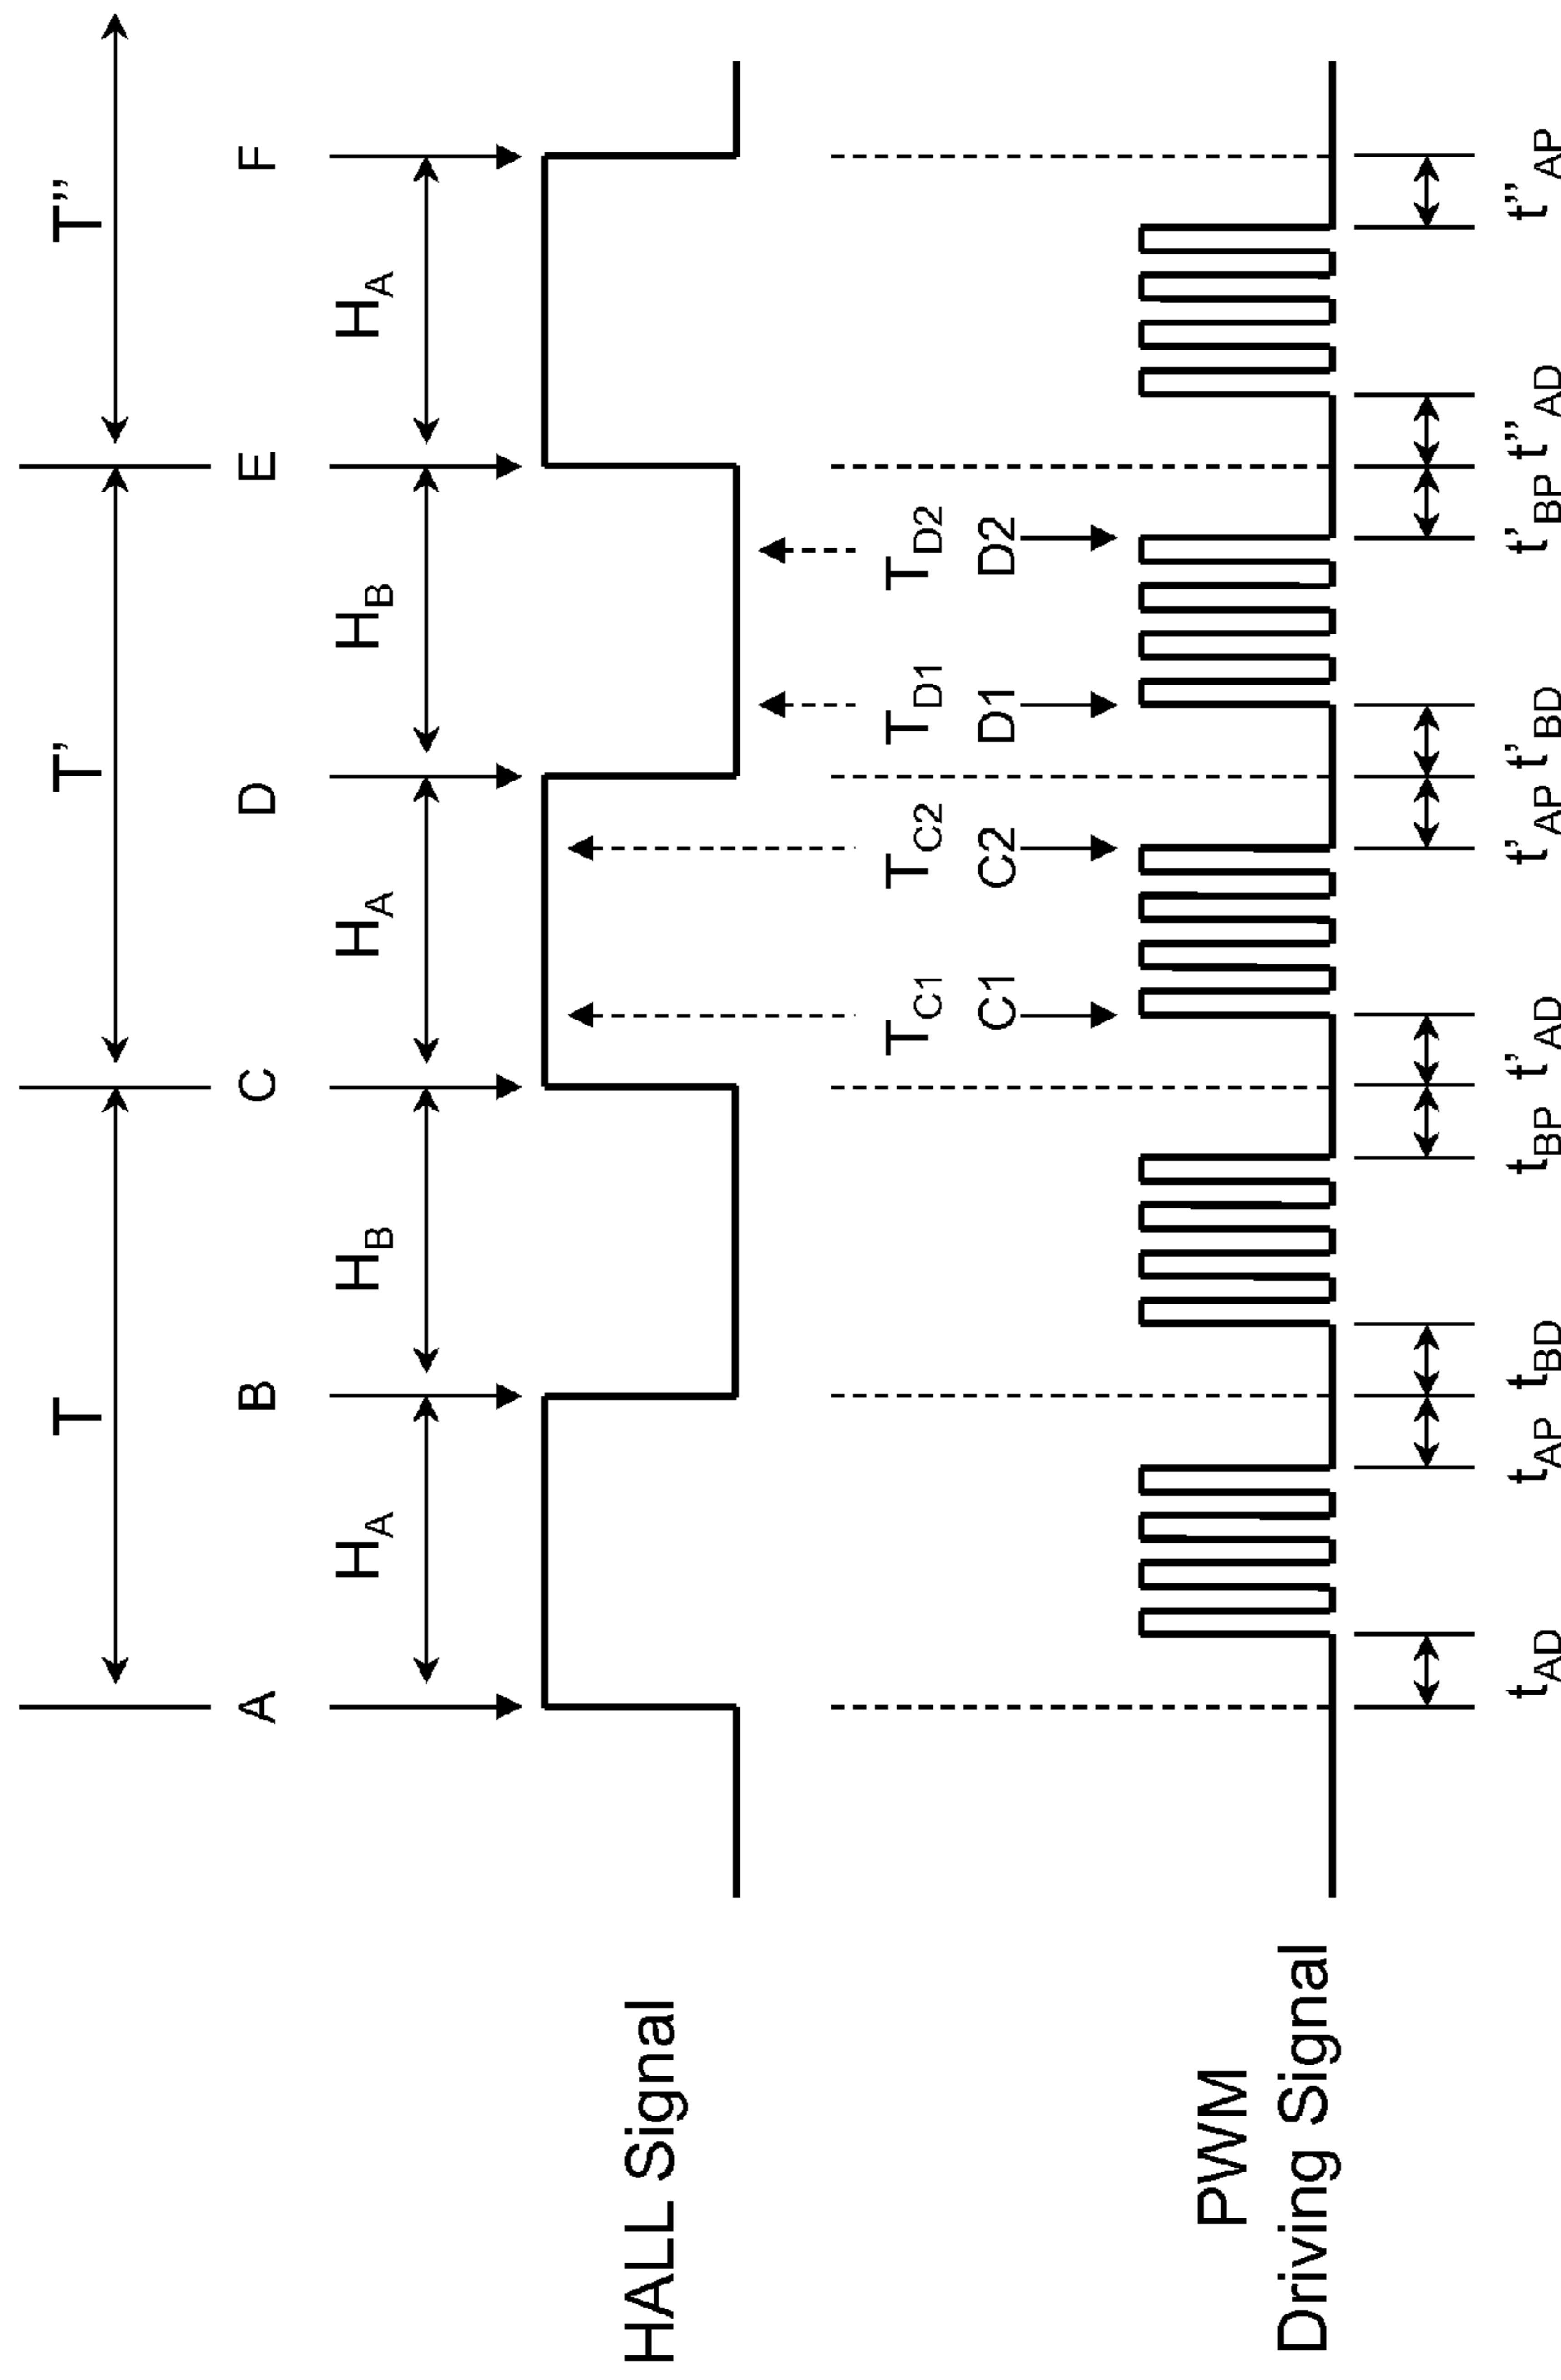 T T’ T’’
A B C D E F
H_A H_B H_A H_B H_A
HALL Signal
T_C1 T_C2 T_D1 T_D2
C1 C2 D1 D2
PWM
Driving Signal
t_AD t_AP t_BD t_BP t’_AD t’_AP t’_BD t’_BP t’’_AD t’’_AP